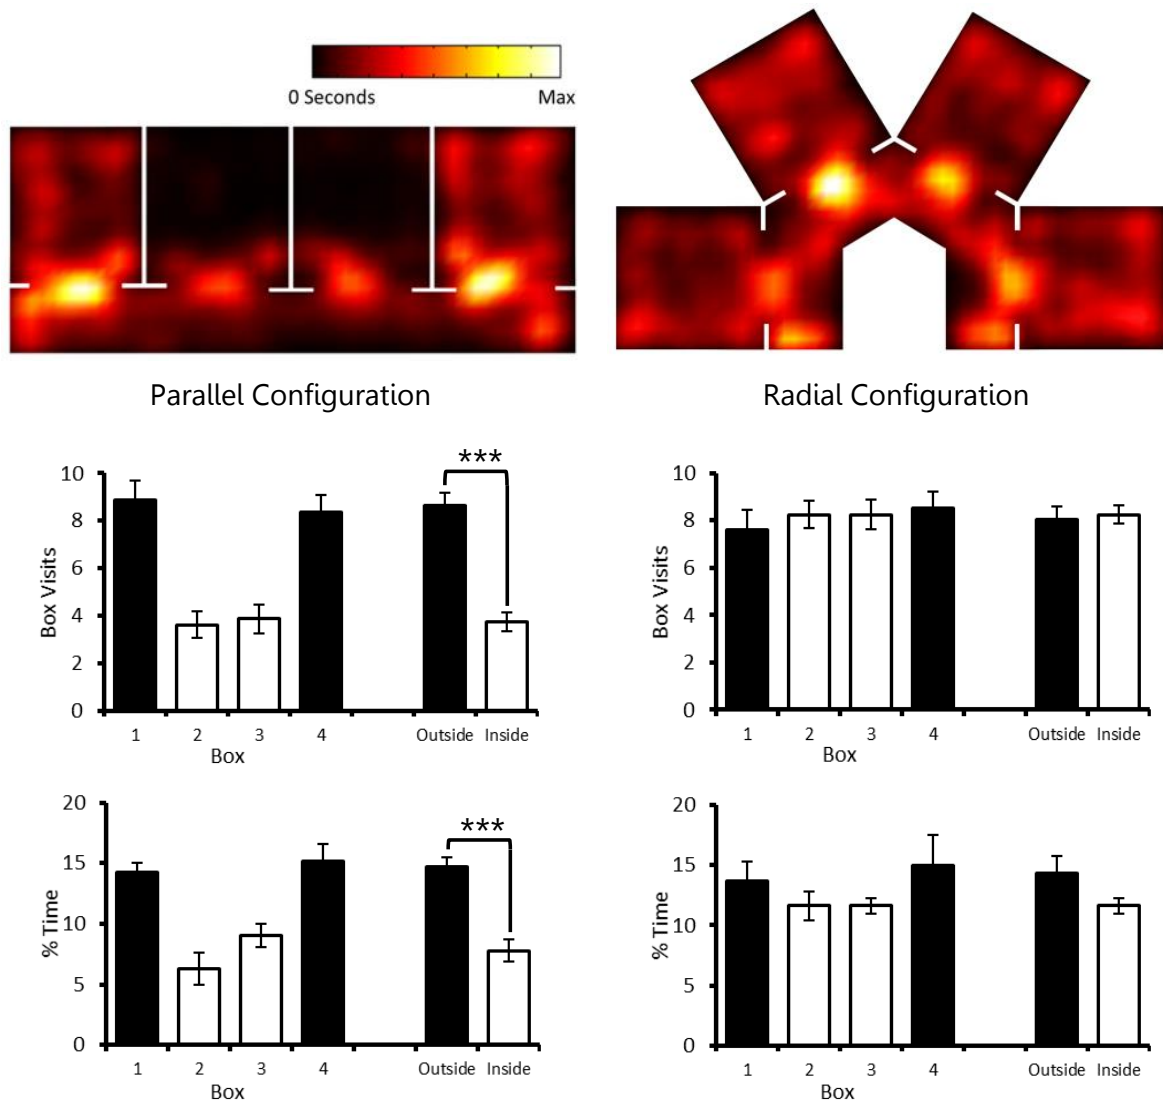 0 Seconds Max
Parallel Configuration
Radial Configuration
***
10
8
6
4
2
0
Box Visits
1 2 3 4 Outside Inside
Box
10
8
6
4
2
0
Box Visits
1 2 3 4 Outside Inside
Box
***
20
15
10
5
0
% Time
1 2 3 4 Outside Inside
Box
20
15
10
5
0
% Time
1 2 3 4 Outside Inside
Box